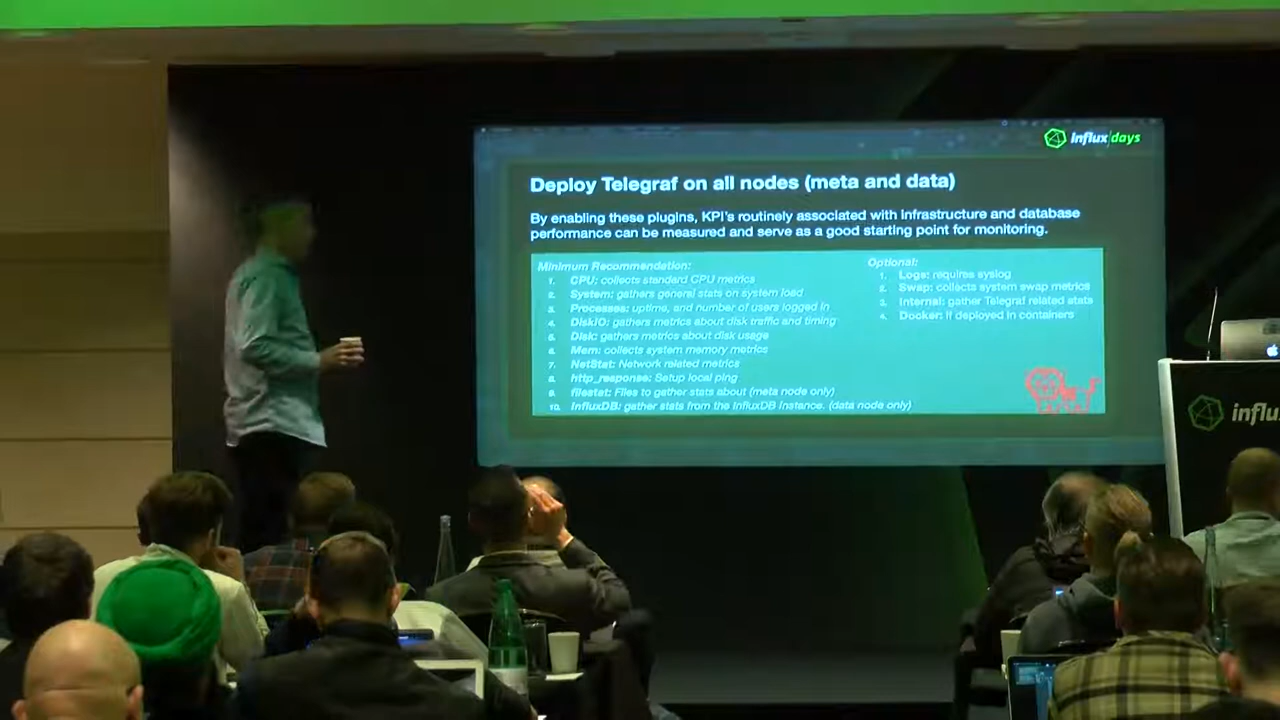 influx days
Deploy Telegraf on all nodes (meta and data)
By enabling these plugins, KPI's routinely associated with infrastructure and database
performance can be measured and serve as a good starting point for monitoring.
Minimum Recommendation:
1. CPU: collects standard CPU metrics
2. System: gathers general stats on system load
3. Processes: uptime, and number of users logged in
4. DiskIO: gathers metrics about disk traffic and timing
5. Disk: gathers metrics about disk usage
6. Mem: collects system memory metrics
7. NetStat: Network related metrics
8. http_response: Setup local ping
9. filestat: Files to gather stats about (meta node only)
10. InfluxDB: gather stats from the InfluxDB Instance. (data node only)
Optional:
1. Logs: requires syslog
2. Swap: collects system swap metrics
3. Internal: gather Telegraf related stats
4. Docker: if deployed in containers
influ